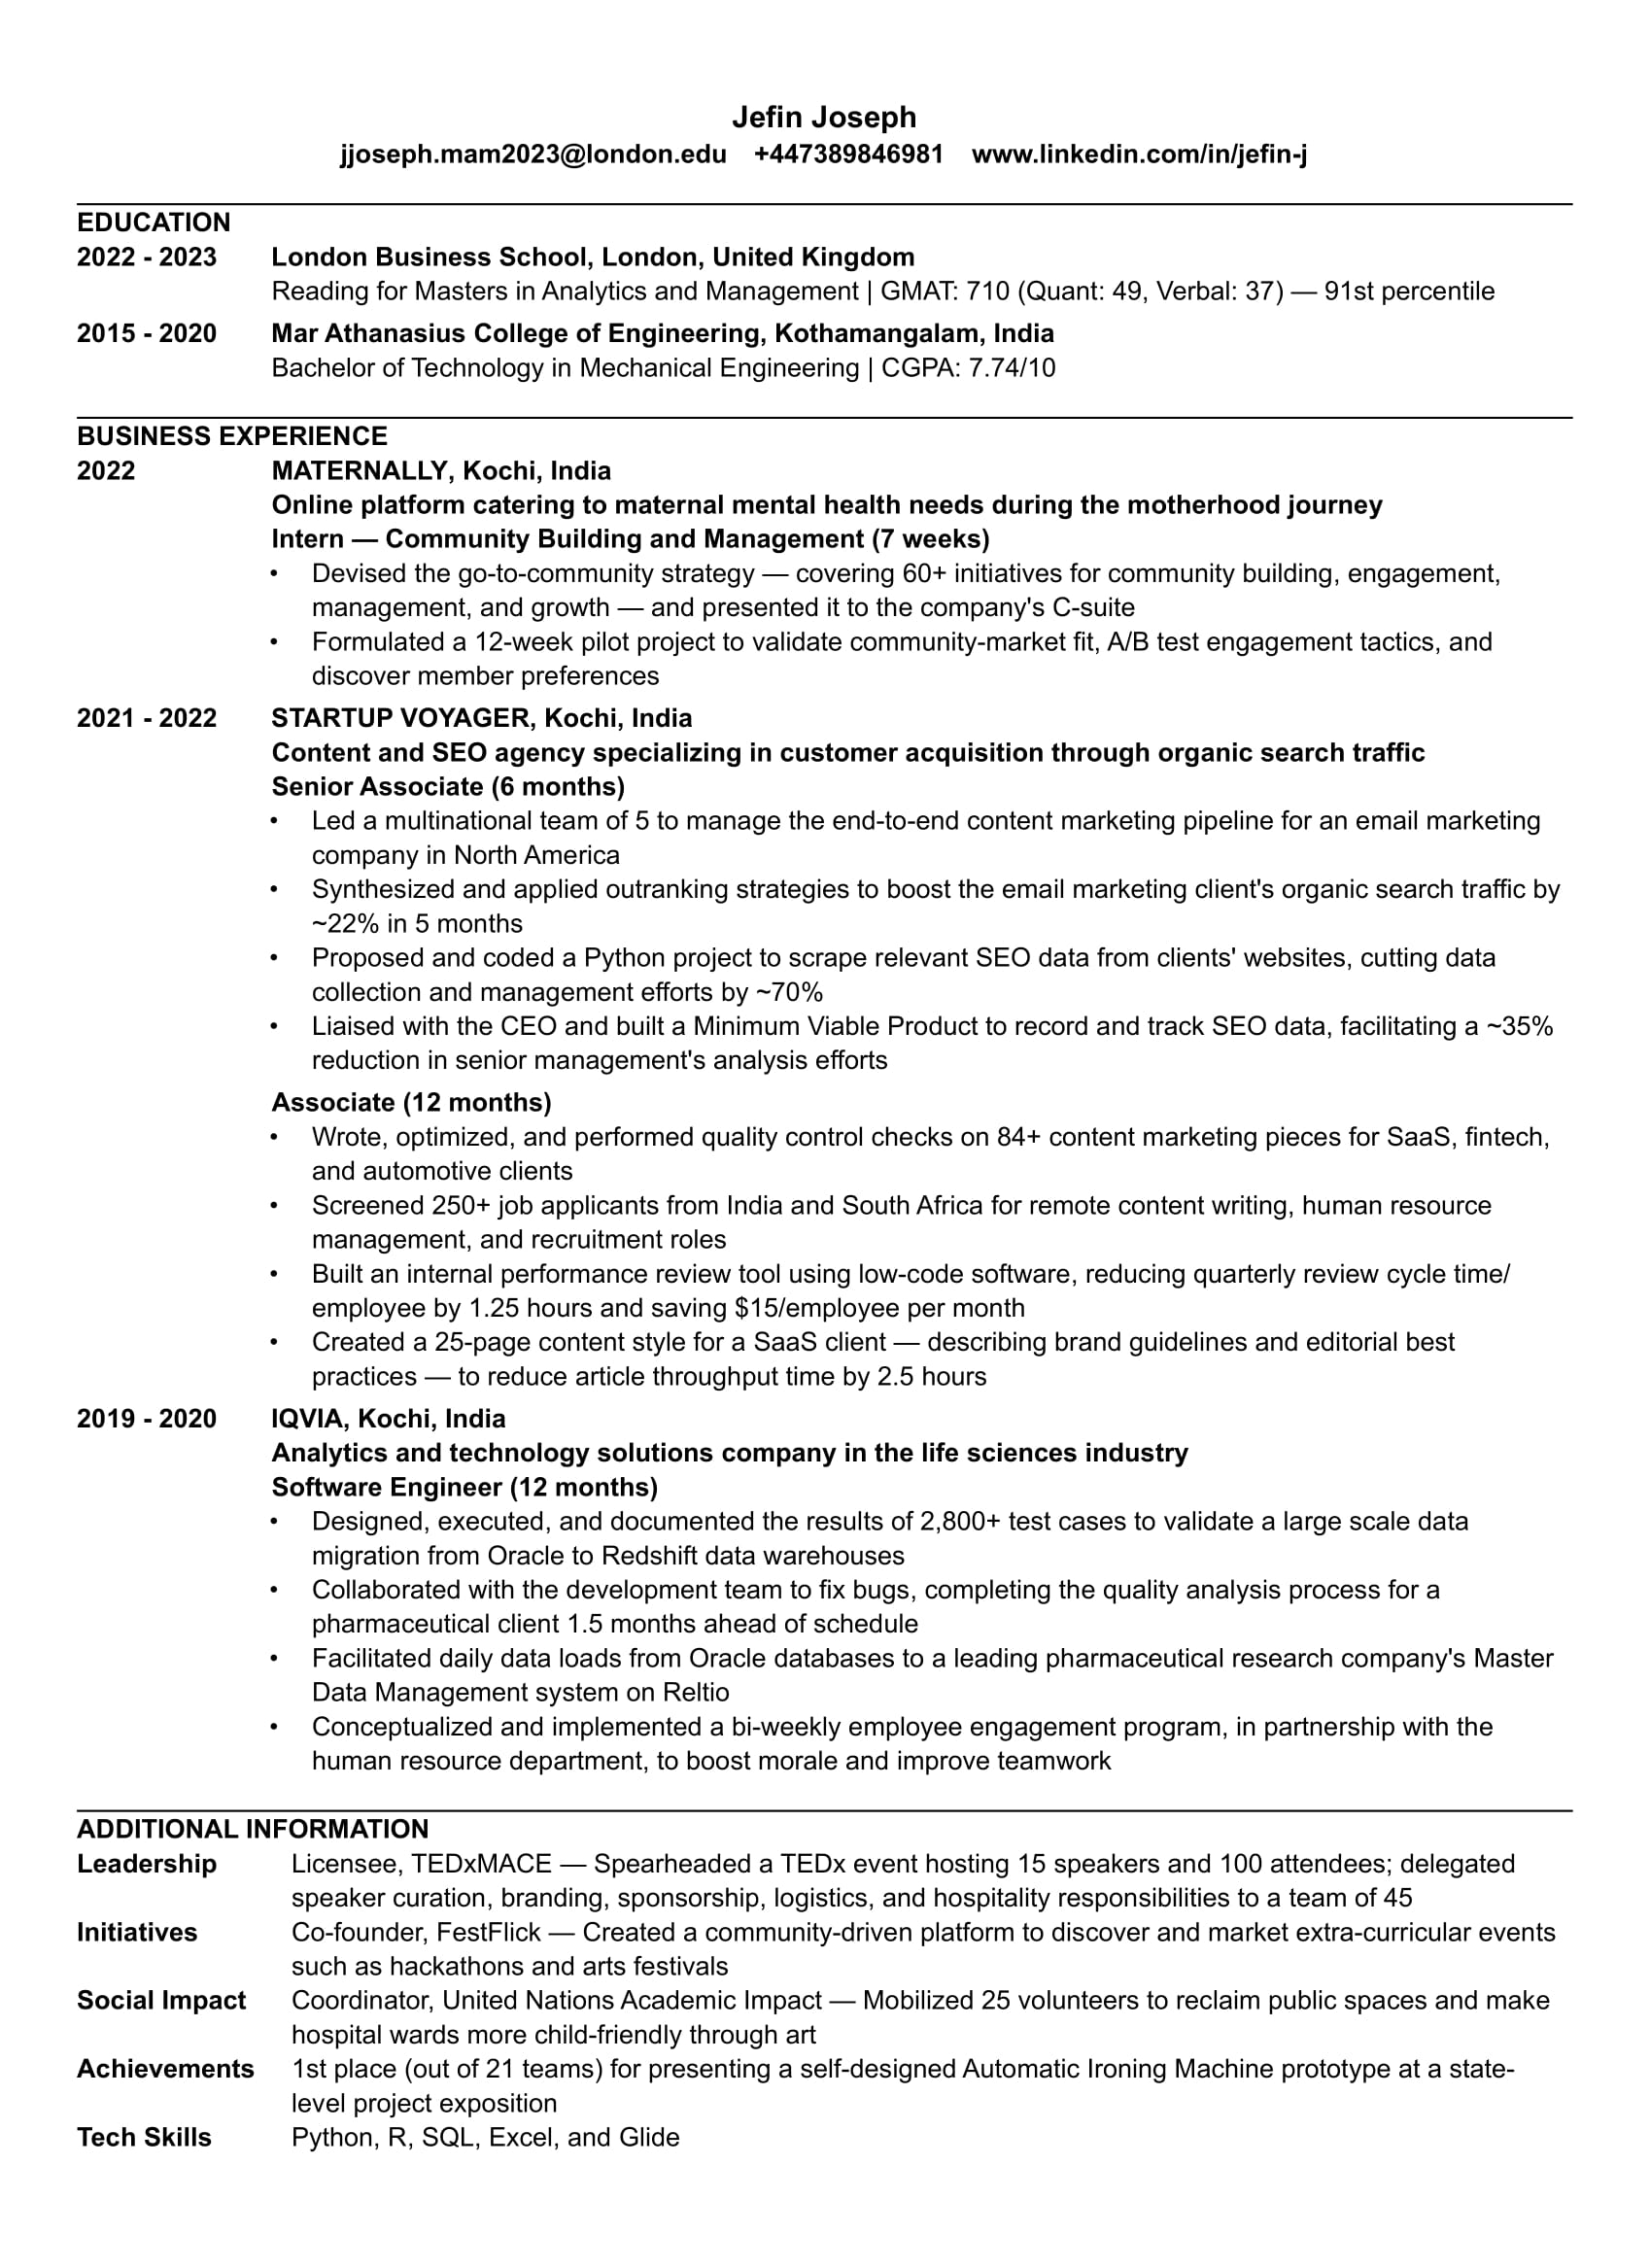 Jefin Joseph
jjoseph.mam2023@london.edu +447389846981 www.linkedin.com/in/jefin-j
EDUCATION
2022 - 2023 London Business School, London, United Kingdom
Reading for Masters in Analytics and Management | GMAT: 710 (Quant: 49, Verbal: 37) — 91st percentile
2015 - 2020 Mar Athanasius College of Engineering, Kothamangalam, India
Bachelor of Technology in Mechanical Engineering | CGPA: 7.74/10
BUSINESS EXPERIENCE
2022 MATERNALLY, Kochi, India
Online platform catering to maternal mental health needs during the motherhood journey
Intern — Community Building and Management (7 weeks)
• Devised the go-to-community strategy — covering 60+ initiatives for community building, engagement,
management, and growth — and presented it to the company's C-suite
• Formulated a 12-week pilot project to validate community-market fit, A/B test engagement tactics, and
discover member preferences
2021 - 2022 STARTUP VOYAGER, Kochi, India
Content and SEO agency specializing in customer acquisition through organic search traffic
Senior Associate (6 months)
• Led a multinational team of 5 to manage the end-to-end content marketing pipeline for an email marketing
company in North America
• Synthesized and applied outranking strategies to boost the email marketing client's organic search traffic by
~22% in 5 months
• Proposed and coded a Python project to scrape relevant SEO data from clients' websites, cutting data
collection and management efforts by ~70%
• Liaised with the CEO and built a Minimum Viable Product to record and track SEO data, facilitating a ~35%
reduction in senior management's analysis efforts
Associate (12 months)
• Wrote, optimized, and performed quality control checks on 84+ content marketing pieces for SaaS, fintech,
and automotive clients
• Screened 250+ job applicants from India and South Africa for remote content writing, human resource
management, and recruitment roles
• Built an internal performance review tool using low-code software, reducing quarterly review cycle time/
employee by 1.25 hours and saving $15/employee per month
• Created a 25-page content style for a SaaS client — describing brand guidelines and editorial best
practices — to reduce article throughput time by 2.5 hours
2019 - 2020 IQVIA, Kochi, India
Analytics and technology solutions company in the life sciences industry
Software Engineer (12 months)
• Designed, executed, and documented the results of 2,800+ test cases to validate a large scale data
migration from Oracle to Redshift data warehouses
• Collaborated with the development team to fix bugs, completing the quality analysis process for a
pharmaceutical client 1.5 months ahead of schedule
• Facilitated daily data loads from Oracle databases to a leading pharmaceutical research company's Master
Data Management system on Reltio
• Conceptualized and implemented a bi-weekly employee engagement program, in partnership with the
human resource department, to boost morale and improve teamwork
ADDITIONAL INFORMATION
Leadership Licensee, TEDxMACE — Spearheaded a TEDx event hosting 15 speakers and 100 attendees; delegated
speaker curation, branding, sponsorship, logistics, and hospitality responsibilities to a team of 45
Initiatives Co-founder, FestFlick — Created a community-driven platform to discover and market extra-curricular events
such as hackathons and arts festivals
Social Impact Coordinator, United Nations Academic Impact — Mobilized 25 volunteers to reclaim public spaces and make
hospital wards more child-friendly through art
Achievements 1st place (out of 21 teams) for presenting a self-designed Automatic Ironing Machine prototype at a state-
level project exposition
Tech Skills Python, R, SQL, Excel, and Glide